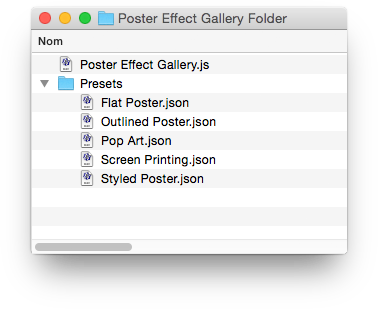 Poster Effect Gallery Folder
Nom
Poster Effect Gallery.js
Presets
Flat Poster.json
Outlined Poster.json
Pop Art.json
Screen Printing.json
Styled Poster.json